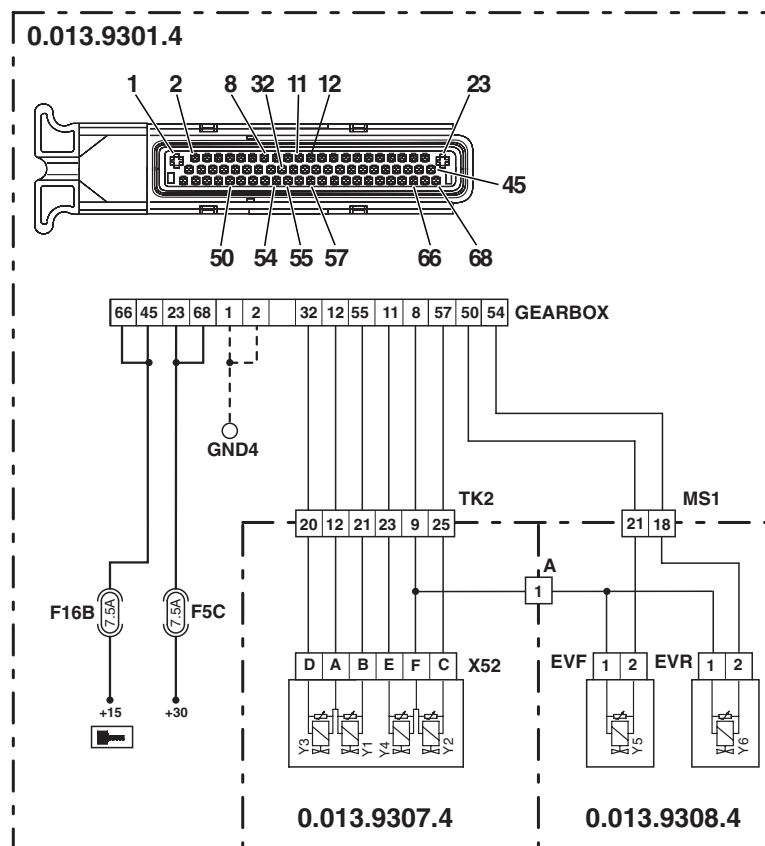 0.013.9301.4
1 2 8 32 11 12 23
45
50 54 55 57 66 68
66 45 23 68 1 2 32 12 55 11 8 57 50 54 GEARBOX
GND4
TK2 MS1
20 12 21 23 9 25 21 18
A
1
F16B 7.5A 7.5A F5C
D A B E F C X52 EVF 1 2 EVR 1 2
+15 +30
Y3 Y1 Y4 Y2 Y5 Y6
0.013.9307.4 0.013.9308.4